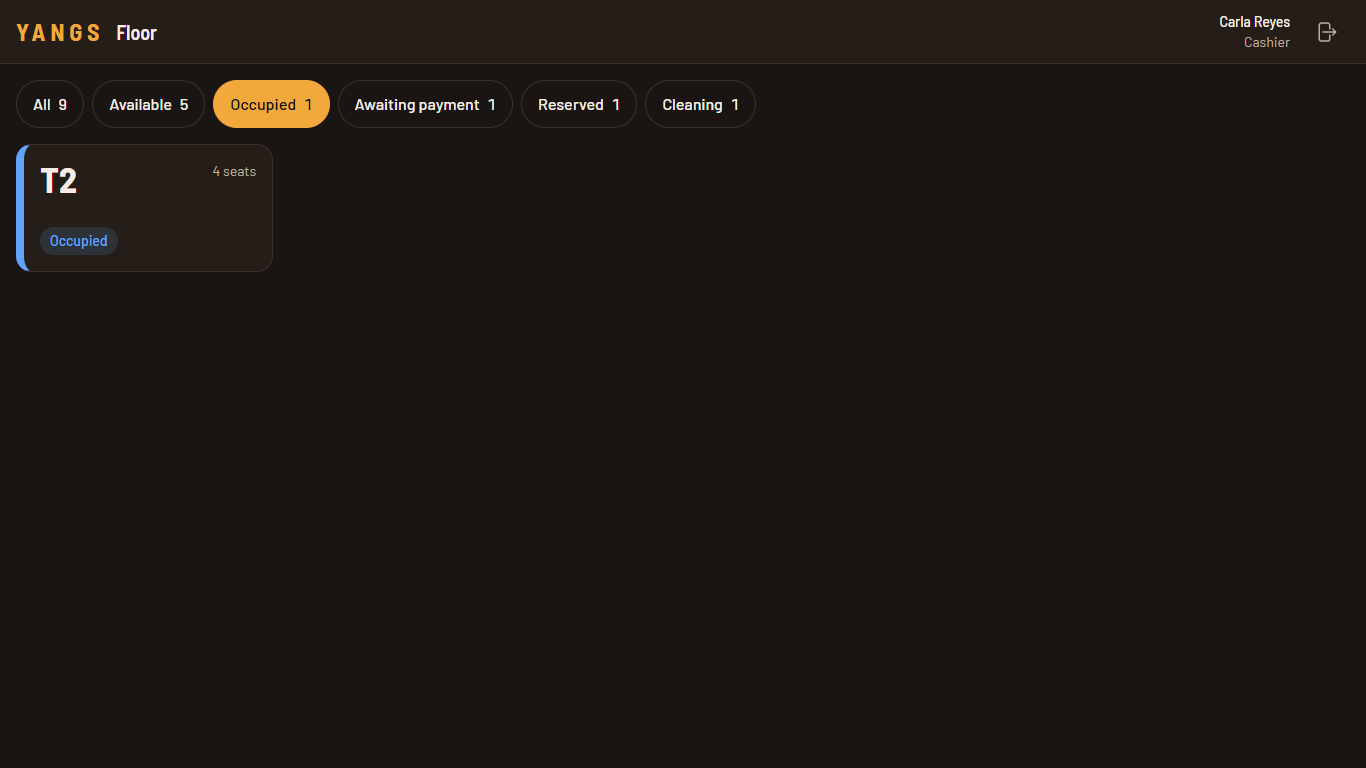 YANGS Floor
Carla Reyes
Cashier
All 9 Available 5 Occupied 1 Awaiting payment 1 Reserved 1 Cleaning 1
T2 4 seats
Occupied